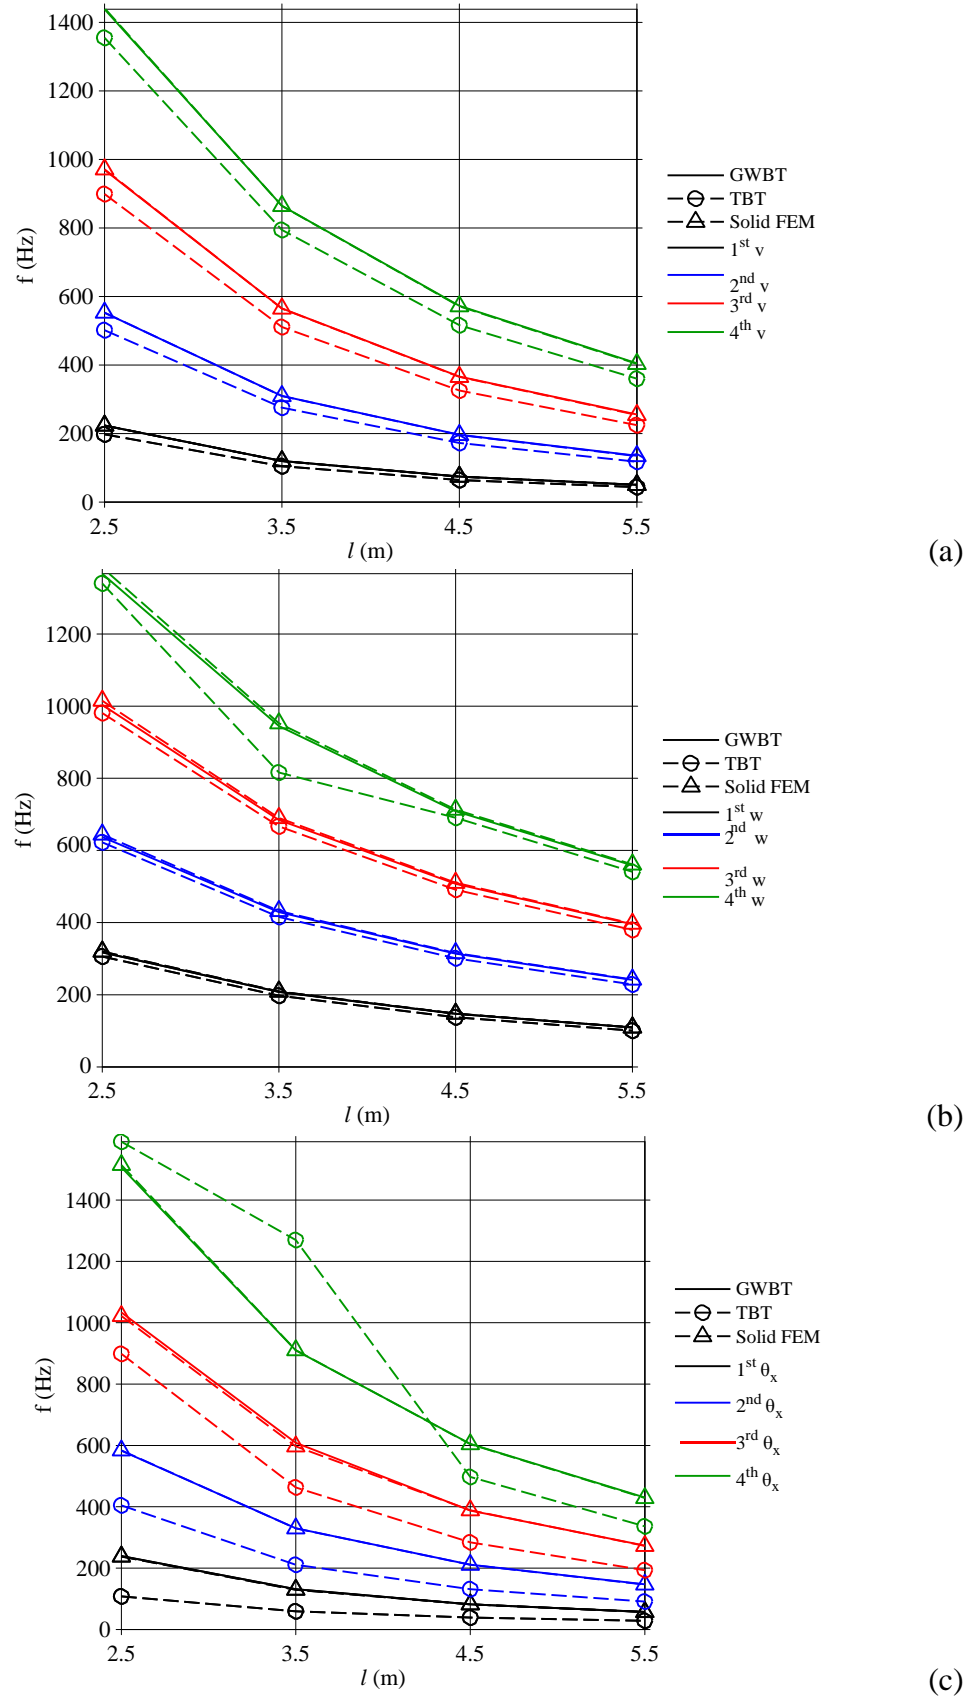 1400
1200
1000
800
600
400
200
0
f (Hz)
2.5 3.5 4.5 5.5
l (m)
GWBT
TBT
Solid FEM
1st v
2nd v
3rd v
4th v
(a)
1200
1000
800
600
400
200
0
f (Hz)
2.5 3.5 4.5 5.5
l (m)
GWBT
TBT
Solid FEM
1st w
2nd w
3rd w
4th w
(b)
1400
1200
1000
800
600
400
200
0
f (Hz)
2.5 3.5 4.5 5.5
l (m)
GWBT
TBT
Solid FEM
1st θx
2nd θx
3rd θx
4th θx
(c)